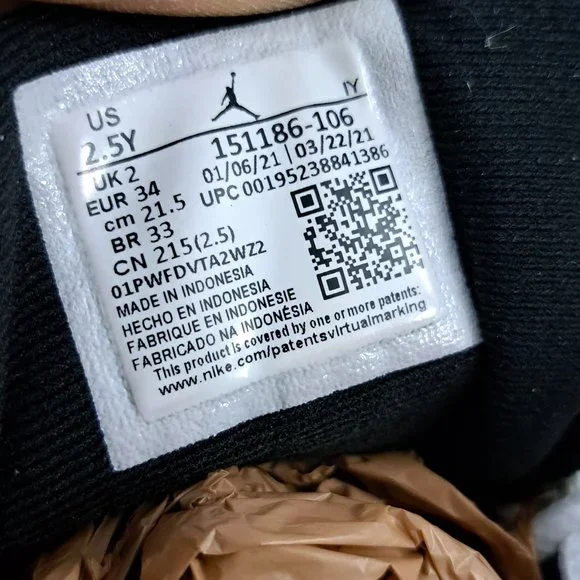 US IY
2.5Y 151186-106
UK 2 01/06/21 | 03/22/21
EUR 34 UPC 00195238841386
cm 21.5
BR 33
CN 215(2.5)
01PWFDVTA2WZ2
MADE IN INDONESIA
HECHO EN INDONESIA
FABRIQUE EN INDONESIE
FABRICADO NA INDONÉSIA
This product is covered by one or more patents:
www.nike.com/patentsvirtualmarking